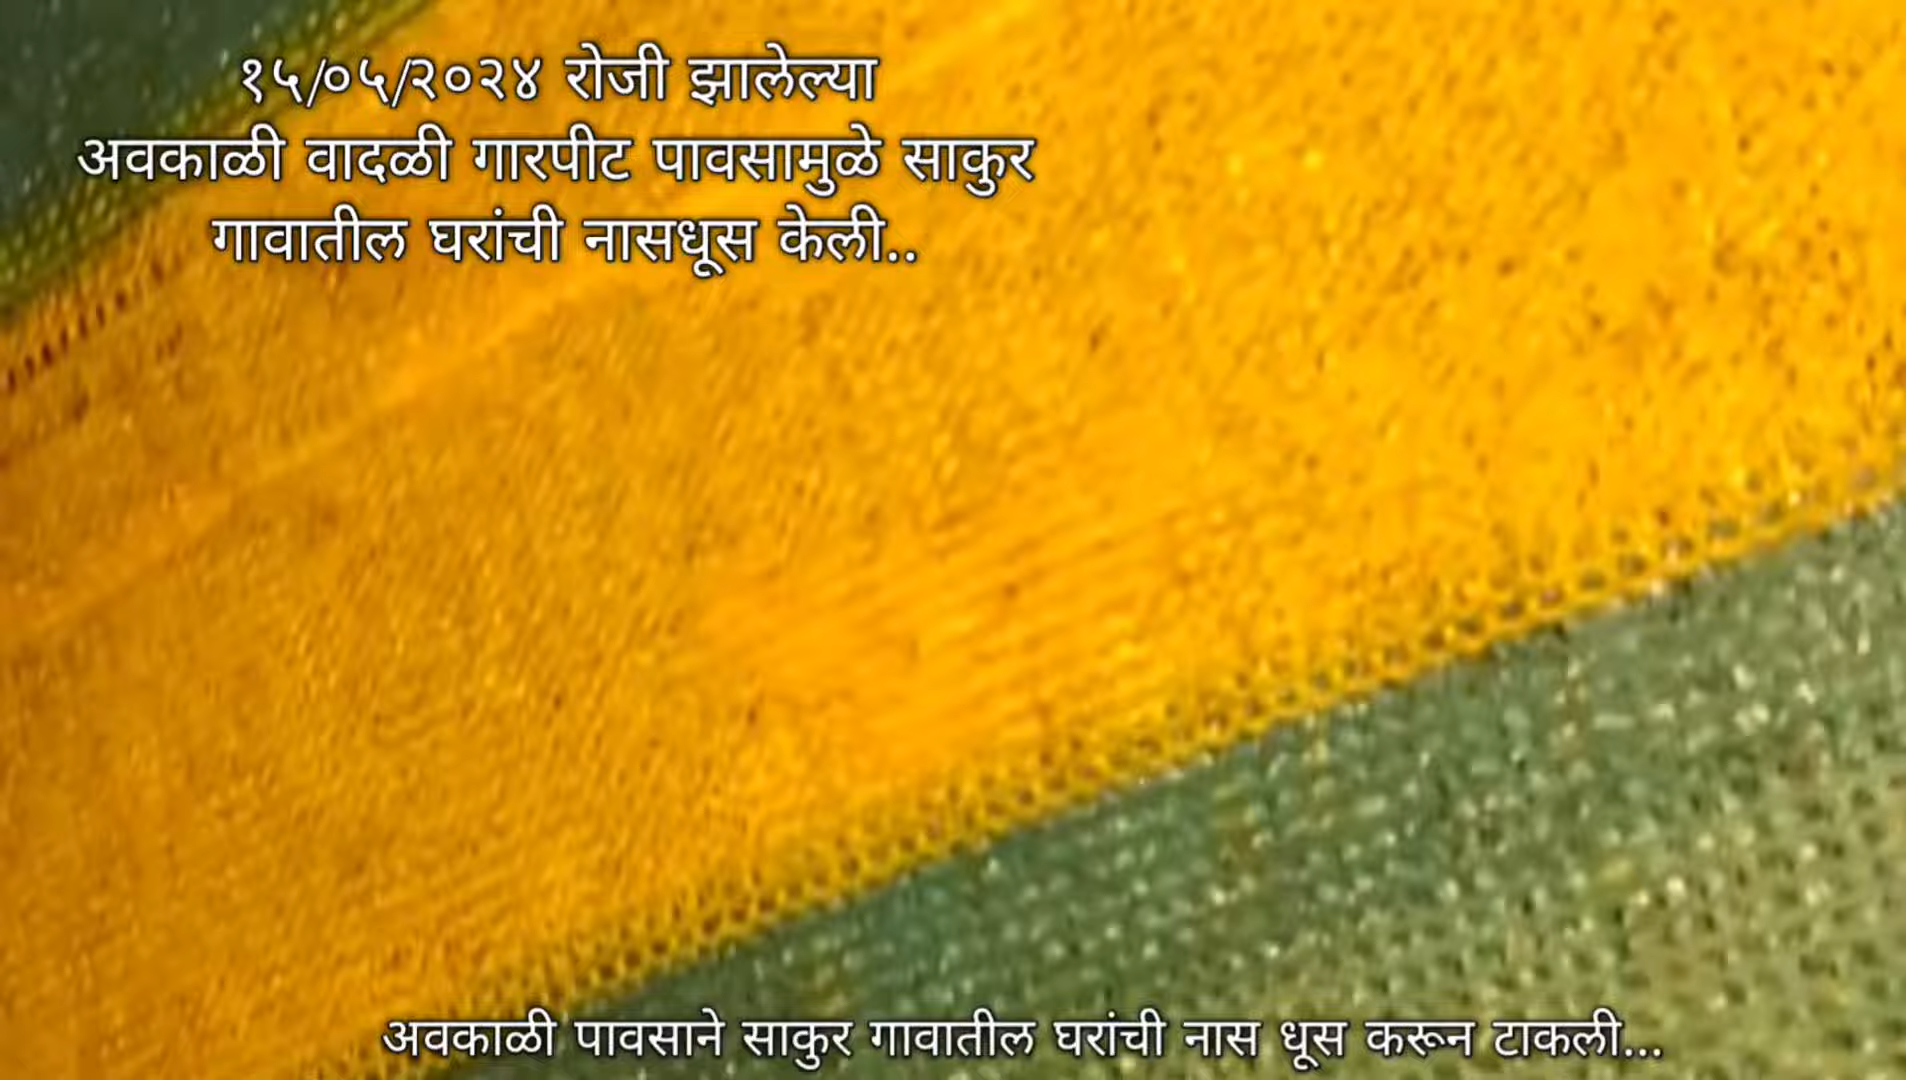 १५/०५/२०२४ रोजी झालेल्या
अवकाळी वादळी गारपीट पावसामुळे साकुर
गावातील घरांची नासधूस केली..
अवकाळी पावसाने साकुर गावातील घरांची नास धूस करून टाकली...